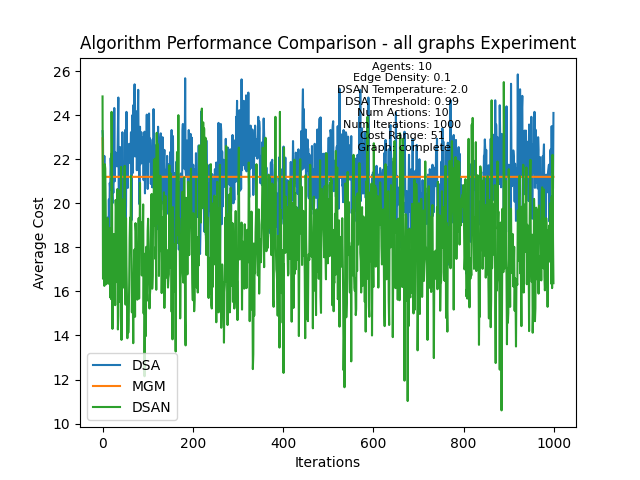 Algorithm Performance Comparison - all graphs Experiment
Agents: 10
Edge Density: 0.1
DSAN Temperature: 2.0
DSA Threshold: 0.99
Num Actions: 10
Num Iterations: 1000
Cost Range: 51
Graph: complete
26
24
22
20
18
16
14
12
10
Average Cost
DSA
MGM
DSAN
0
200
400
600
800
1000
Iterations